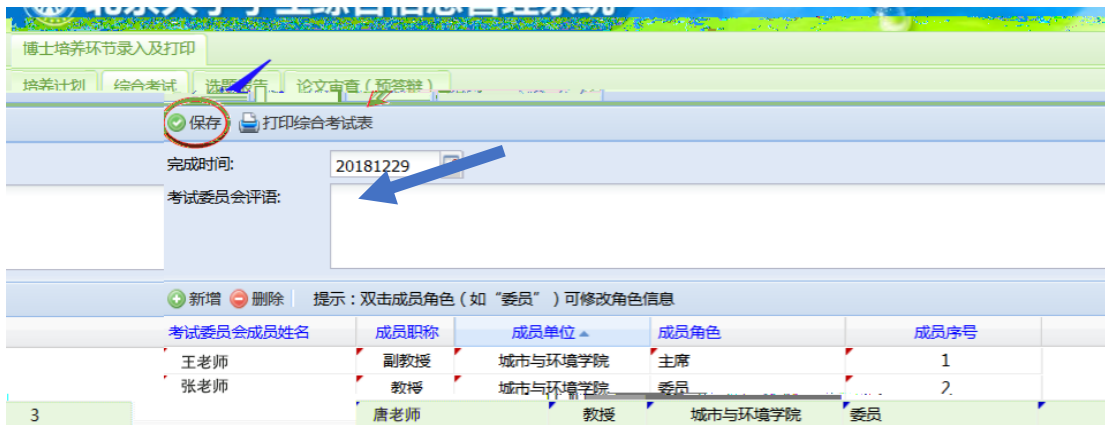 博士培养环节录入及打印
培养计划 综合考试 选题报告 论文审查(预答辩)
保存 打印综合考试表
完成时间: 20181229
考试委员会评语:
新增 删除 提示:双击成员角色(如“委员”)可修改角色信息
考试委员会成员姓名 成员职称 成员单位 成员角色 成员序号
王老师 副教授 城市与环境学院 主席 1
张老师 教授 城市与环境学院 委员 2
3 唐老师 教授 城市与环境学院 委员